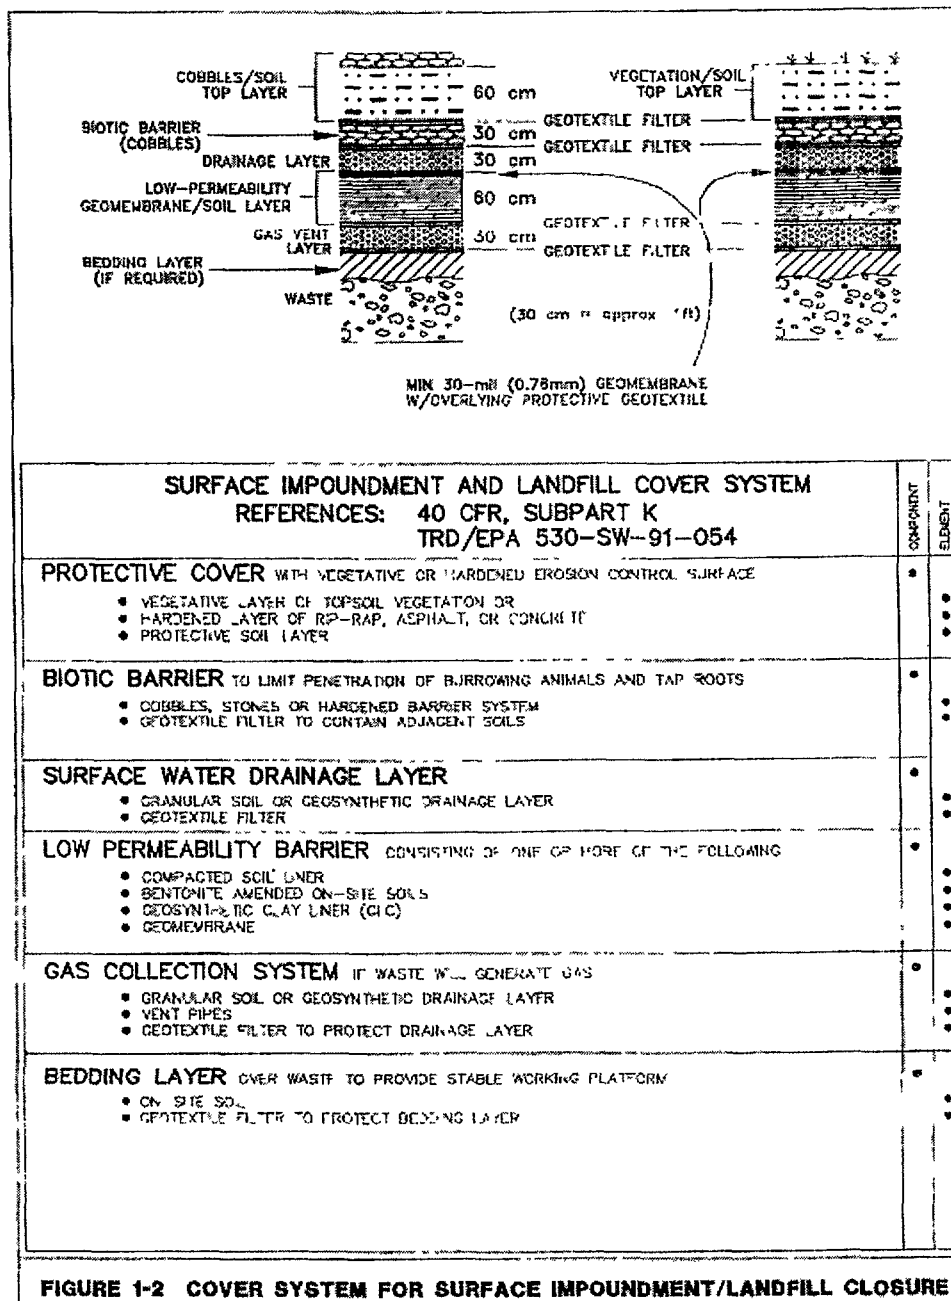 COBBLES/SOIL
TOP LAYER
60 cm
VEGETATION/SOIL
TOP LAYER
BIOTIC BARRIER
(COBBLES)
30 cm
GEOTEXTILE FILTER
GEOTEXTILE FILTER
DRAINAGE LAYER
30 cm
LOW-PERMEABILITY
GEOMEMBRANE/SOIL LAYER
60 cm
GAS VENT
LAYER
30 cm
GEOTEXTILE FILTER
GEOTEXTILE FILTER
BEDDING LAYER
(IF REQUIRED)
WASTE
(30 cm = approx 1ft)
MIN 30-mil (0.76mm) GEOMEMBRANE
W/OVERLYING PROTECTIVE GEOTEXTILE
SURFACE IMPOUNDMENT AND LANDFILL COVER SYSTEM
REFERENCES: 40 CFR, SUBPART K
TRD/EPA 530-SW-91-054
COMPONENT
ELEMENT
PROTECTIVE COVER WITH VEGETATIVE OR HARDENED EROSION CONTROL SURFACE
• VEGETATIVE LAYER OF TOPSOIL VEGETATION OR
• HARDENED LAYER OF RIP-RAP, ASPHALT, OR CONCRETE
• PROTECTIVE SOIL LAYER
BIOTIC BARRIER TO LIMIT PENETRATION OF BURROWING ANIMALS AND TAP ROOTS
• COBBLES, STONES OR HARDENED BARRIER SYSTEM
• GEOTEXTILE FILTER TO CONTAIN ADJACENT SOILS
SURFACE WATER DRAINAGE LAYER
• GRANULAR SOIL OR GEOSYNTHETIC DRAINAGE LAYER
• GEOTEXTILE FILTER
LOW PERMEABILITY BARRIER CONSISTING OF ONE OR MORE OF THE FOLLOWING
• COMPACTED SOIL LINER
• BENTONITE AMENDED ON-SITE SOILS
• GEOSYNTHETIC CLAY LINER (GLC)
• GEOMEMBRANE
GAS COLLECTION SYSTEM IF WASTE WILL GENERATE GAS
• GRANULAR SOIL OR GEOSYNTHETIC DRAINAGE LAYER
• VENT PIPES
• GEOTEXTILE FILTER TO PROTECT DRAINAGE LAYER
BEDDING LAYER OVER WASTE TO PROVIDE STABLE WORKING PLATFORM
• ON SITE SOIL
• GEOTEXTILE FILTER TO PROTECT BEDDING LAYER
FIGURE 1-2 COVER SYSTEM FOR SURFACE IMPOUNDMENT/LANDFILL CLOSURE